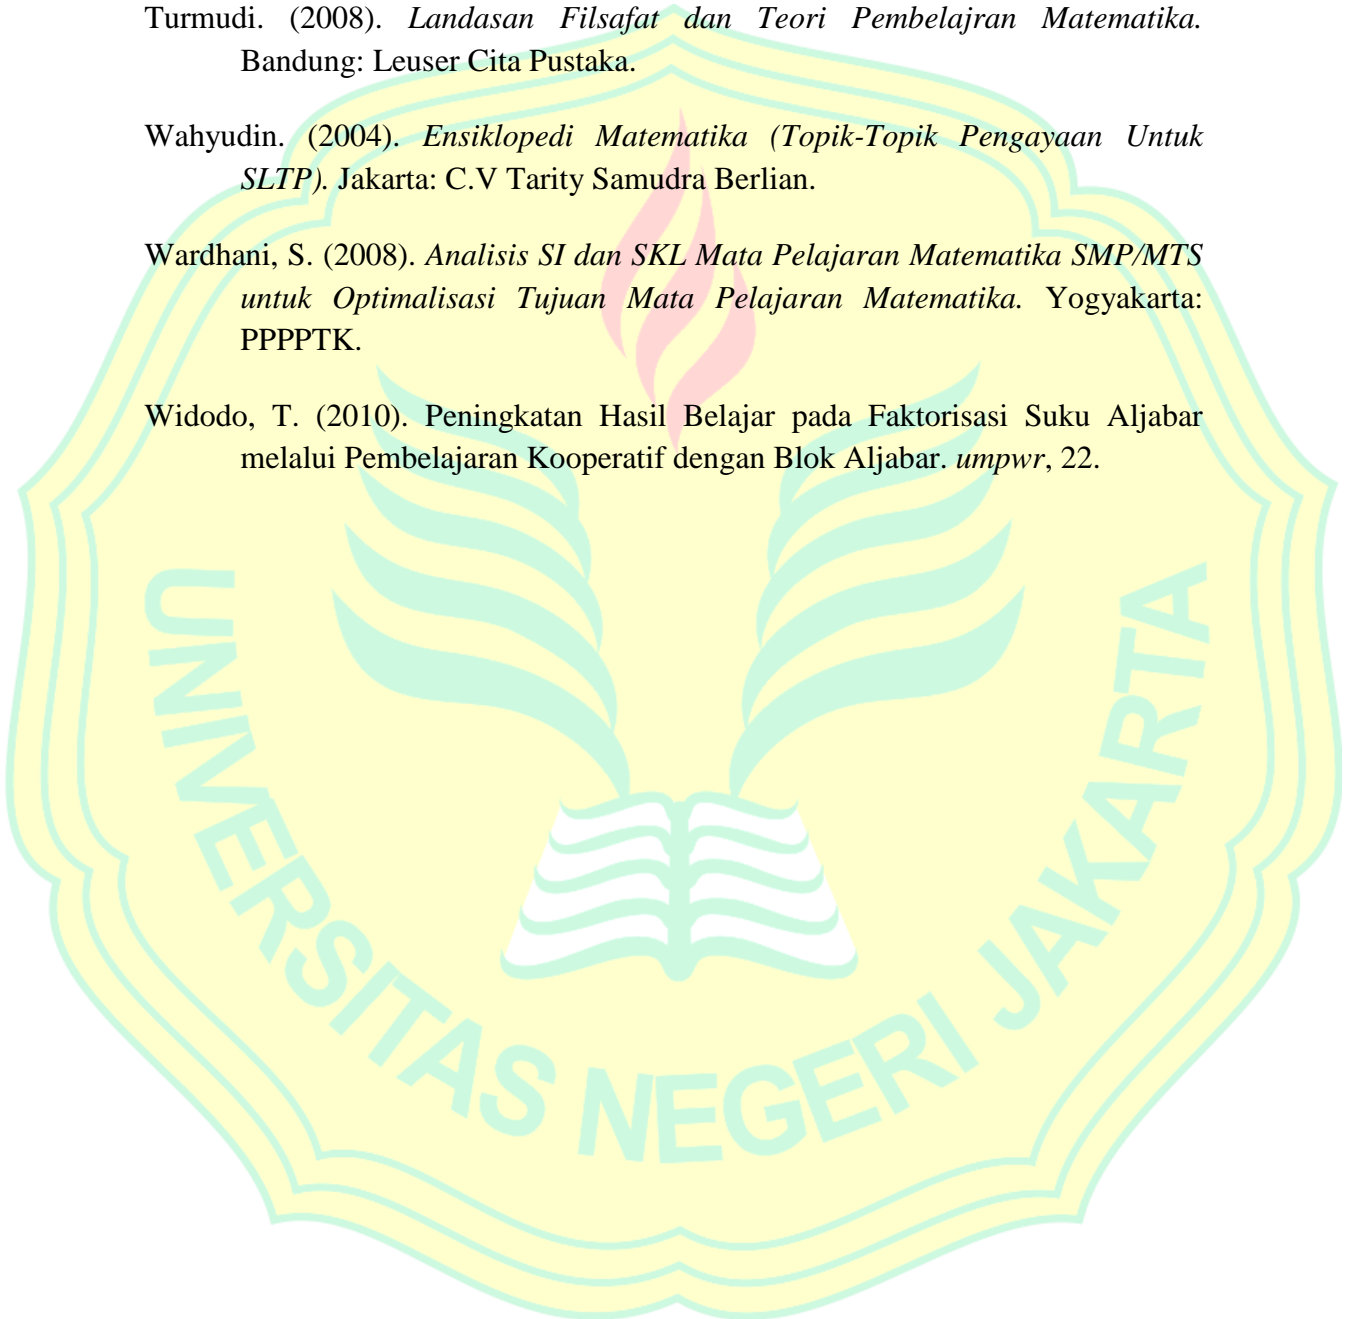 Turmudi. (2008). Landasan Filsafat dan Teori Pembelajran Matematika.
Bandung: Leuser Cita Pustaka.
Wahyudin. (2004). Ensiklopedi Matematika (Topik-Topik Pengayaan Untuk
SLTP). Jakarta: C.V Tarity Samudra Berlian.
Wardhani, S. (2008). Analisis SI dan SKL Mata Pelajaran Matematika SMP/MTS
untuk Optimalisasi Tujuan Mata Pelajaran Matematika. Yogyakarta:
PPPPTK.
Widodo, T. (2010). Peningkatan Hasil Belajar pada Faktorisasi Suku Aljabar
melalui Pembelajaran Kooperatif dengan Blok Aljabar. umpwr, 22.
UNIVERSITAS NEGERI JAKARTA